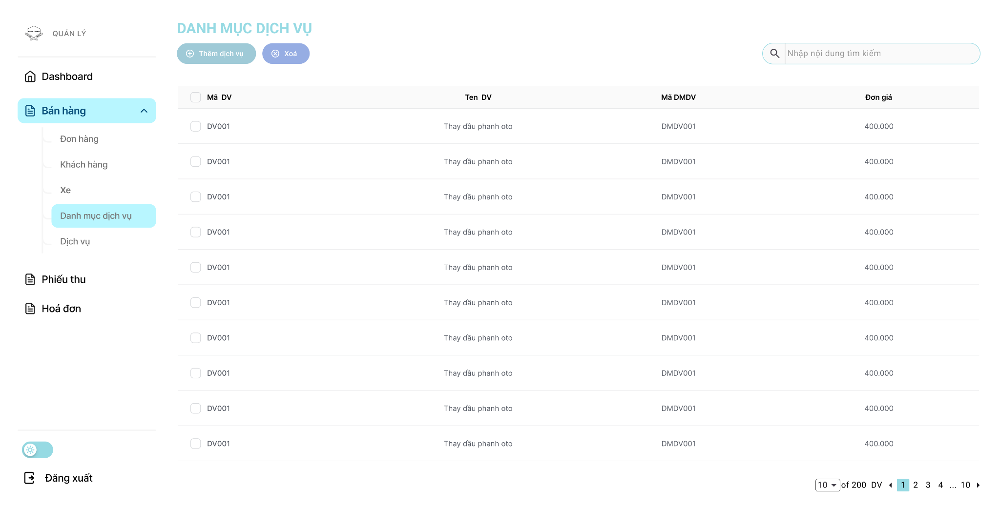 QUẢN LÝ
Dashboard
Bán hàng
Đơn hàng
Khách hàng
Xe
Danh mục dịch vụ
Dịch vụ
Phiếu thu
Hoá đơn
Đăng xuất
DANH MỤC DỊCH VỤ
Thêm dịch vụ Xoá
Nhập nội dung tìm kiếm
Mã DV Ten DV Mã DMDV Đơn giá
DV001 Thay dầu phanh oto DMDV001 400.000
DV001 Thay dầu phanh oto DMDV001 400.000
DV001 Thay dầu phanh oto DMDV001 400.000
DV001 Thay dầu phanh oto DMDV001 400.000
DV001 Thay dầu phanh oto DMDV001 400.000
DV001 Thay dầu phanh oto DMDV001 400.000
DV001 Thay dầu phanh oto DMDV001 400.000
DV001 Thay dầu phanh oto DMDV001 400.000
DV001 Thay dầu phanh oto DMDV001 400.000
DV001 Thay dầu phanh oto DMDV001 400.000
10 of 200 DV 1 2 3 4 ... 10